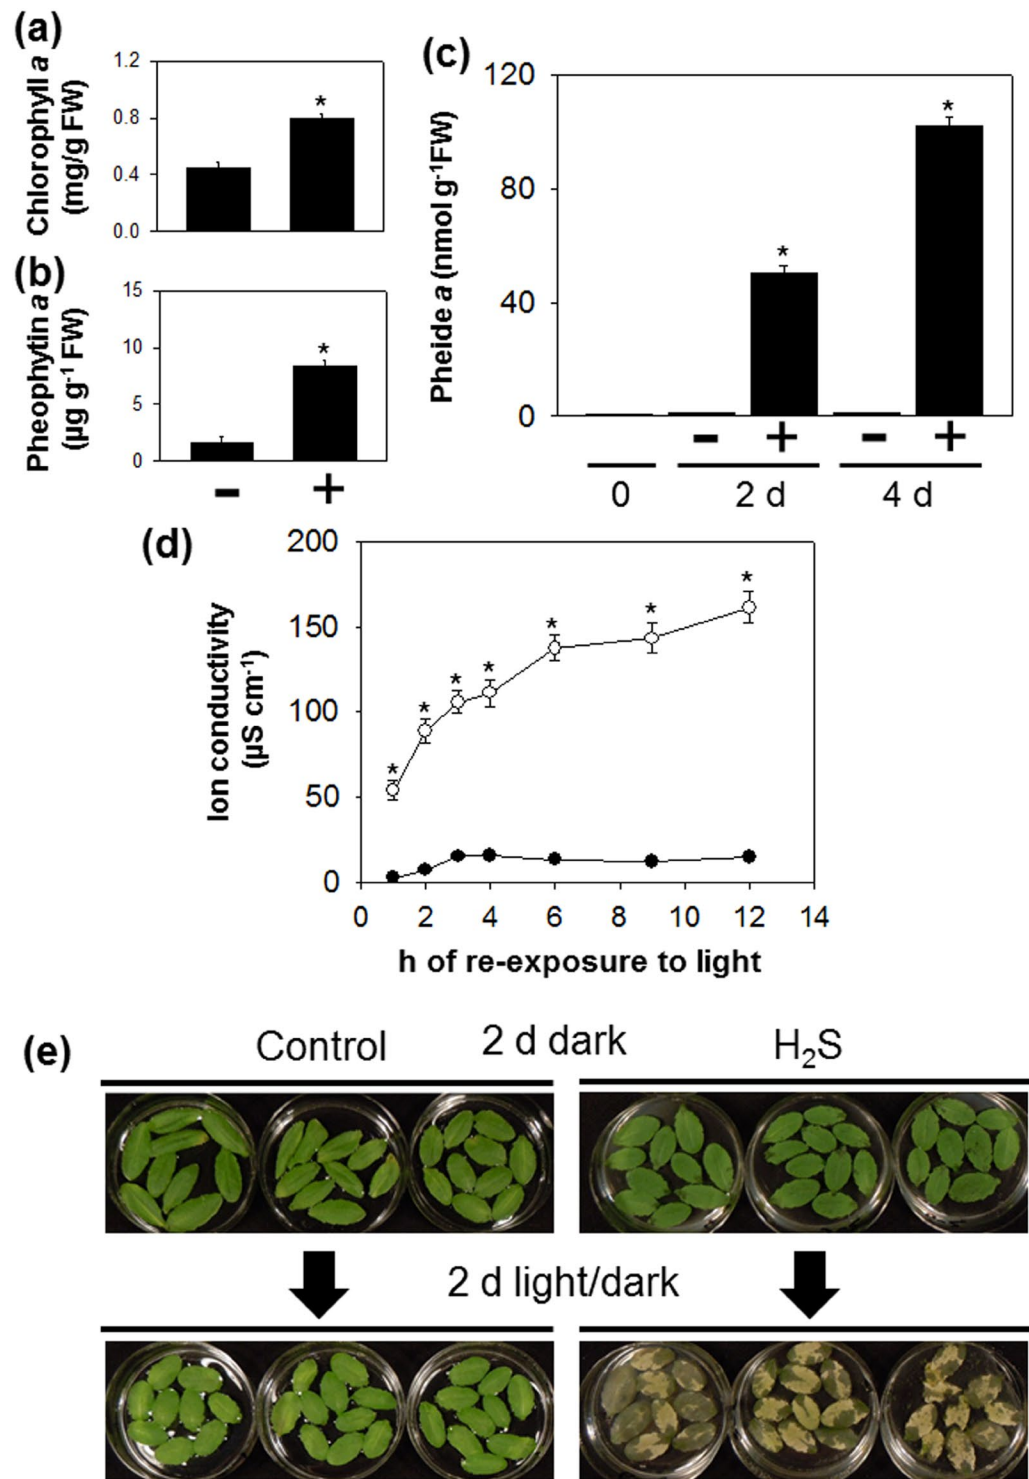 (a)
Chlorophyll a
(mg/g FW)
1.2
0.8
0.4
0.0
*
(b)
Pheophytin a
(µg g-1 FW)
15
10
5
0
*
- +
(c)
Pheide a (nmol g-1FW)
120
80
40
0
* *
- + - +
0 2 d 4 d
(d)
Ion conductivity
(µS cm-1)
200
150
100
50
0
* * * * * * *
0 2 4 6 8 10 12 14
h of re-exposure to light
(e)
Control 2 d dark H2S
2 d light/dark